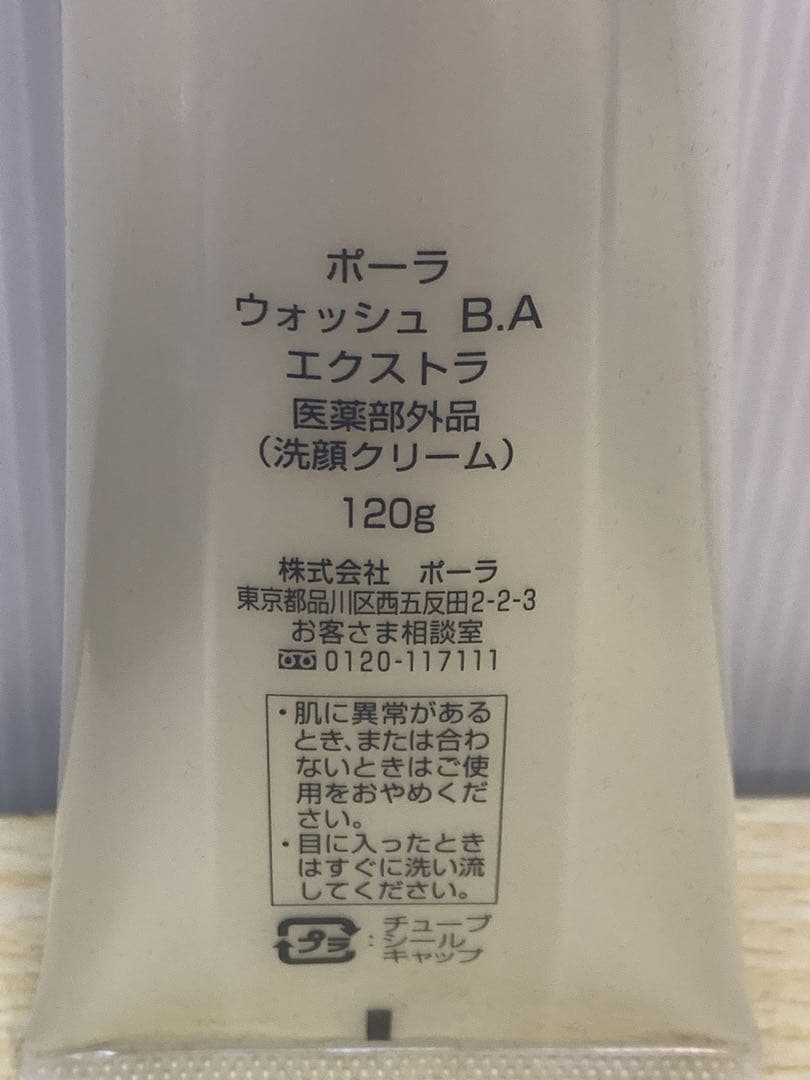 ポーラ
ウォッシュ B.A
エクストラ
医薬部外品
（洗顔クリーム）
120g
株式会社 ポーラ
東京都品川区西五反田2-2-3
お客さま相談室
0120-117111
・肌に異常がある
とき、または合わ
ないときはご使
用をおやめくだ
さい。
・目に入ったとき
はすぐに洗い流
してください。
プラ : チューブ
シール
キャップ